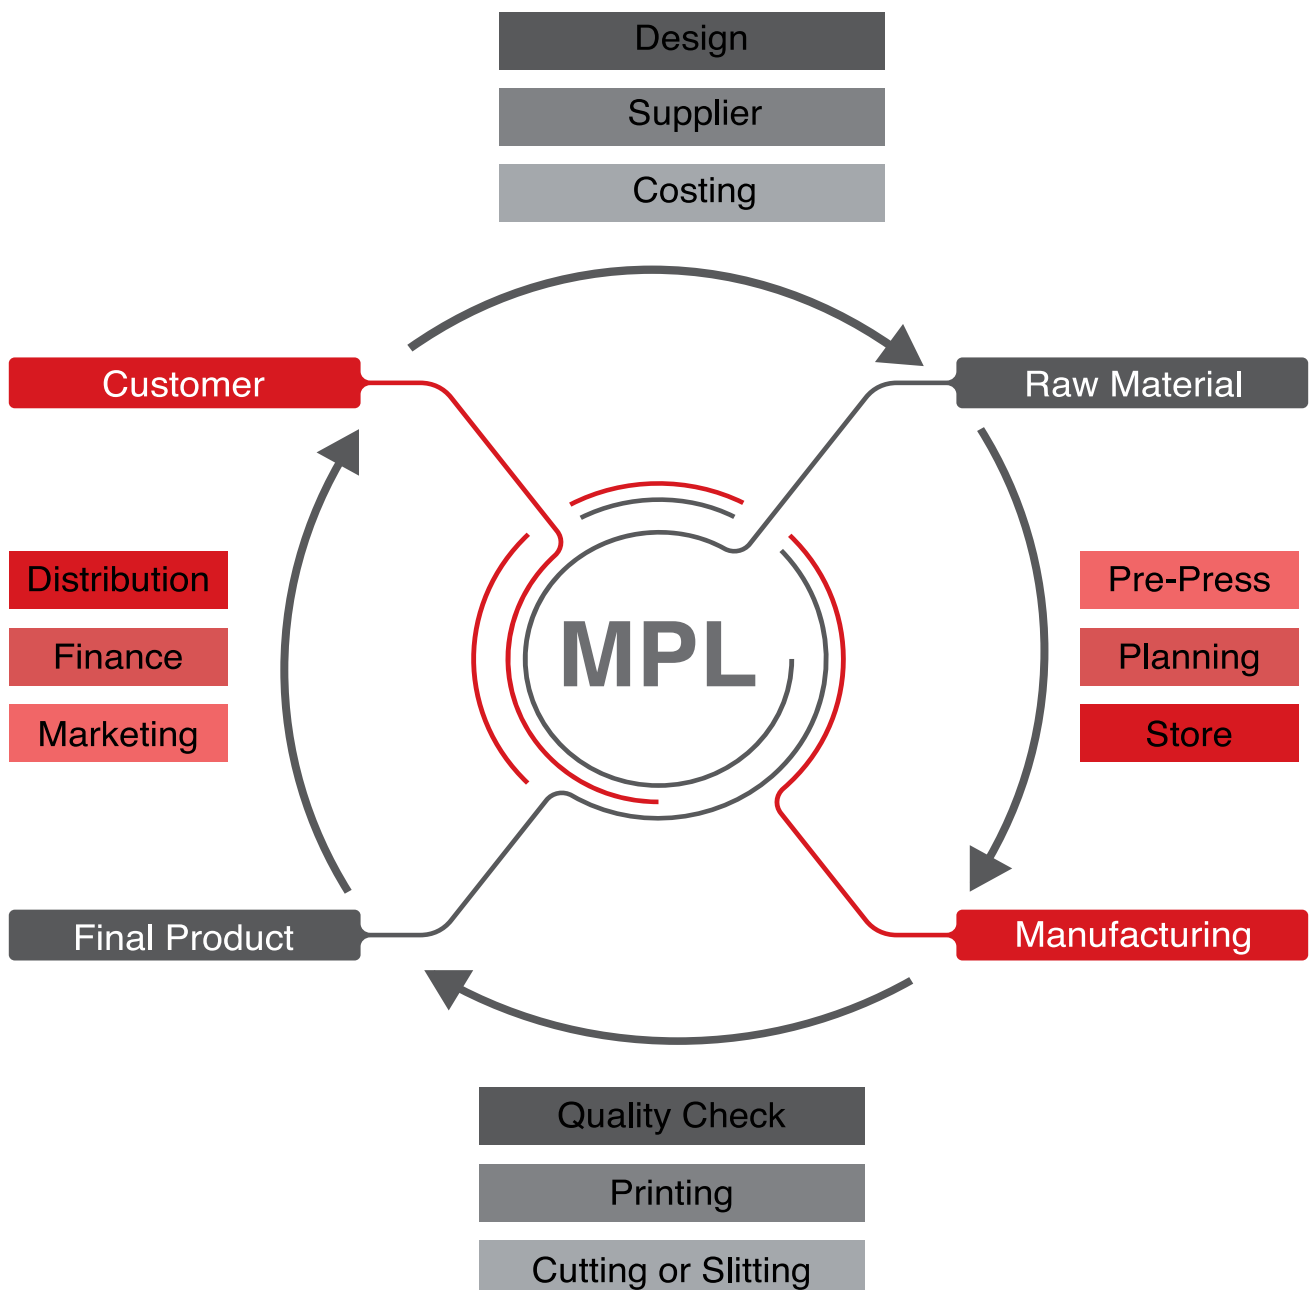 Design
Supplier
Costing
Customer
Raw Material
Distribution
Finance
Marketing
MPL
Pre-Press
Planning
Store
Final Product
Manufacturing
Quality Check
Printing
Cutting or Slitting